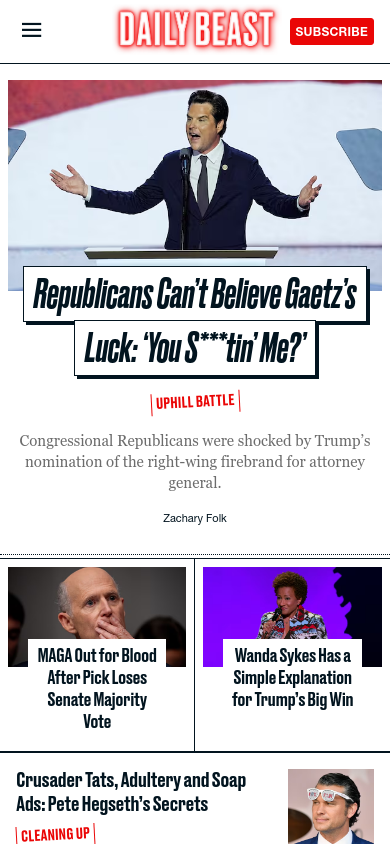 DAILY BEAST
SUBSCRIBE
Republicans Can't Believe Gaetz's
Luck: 'You S***tin' Me?'
UPHILL BATTLE
Congressional Republicans were shocked by Trump's
nomination of the right-wing firebrand for attorney
general.
Zachary Folk
MAGA Out for Blood
After Pick Loses
Senate Majority
Vote
Wanda Sykes Has a
Simple Explanation
for Trump's Big Win
Crusader Tats, Adultery and Soap
Ads: Pete Hegseth's Secrets
CLEANING UP